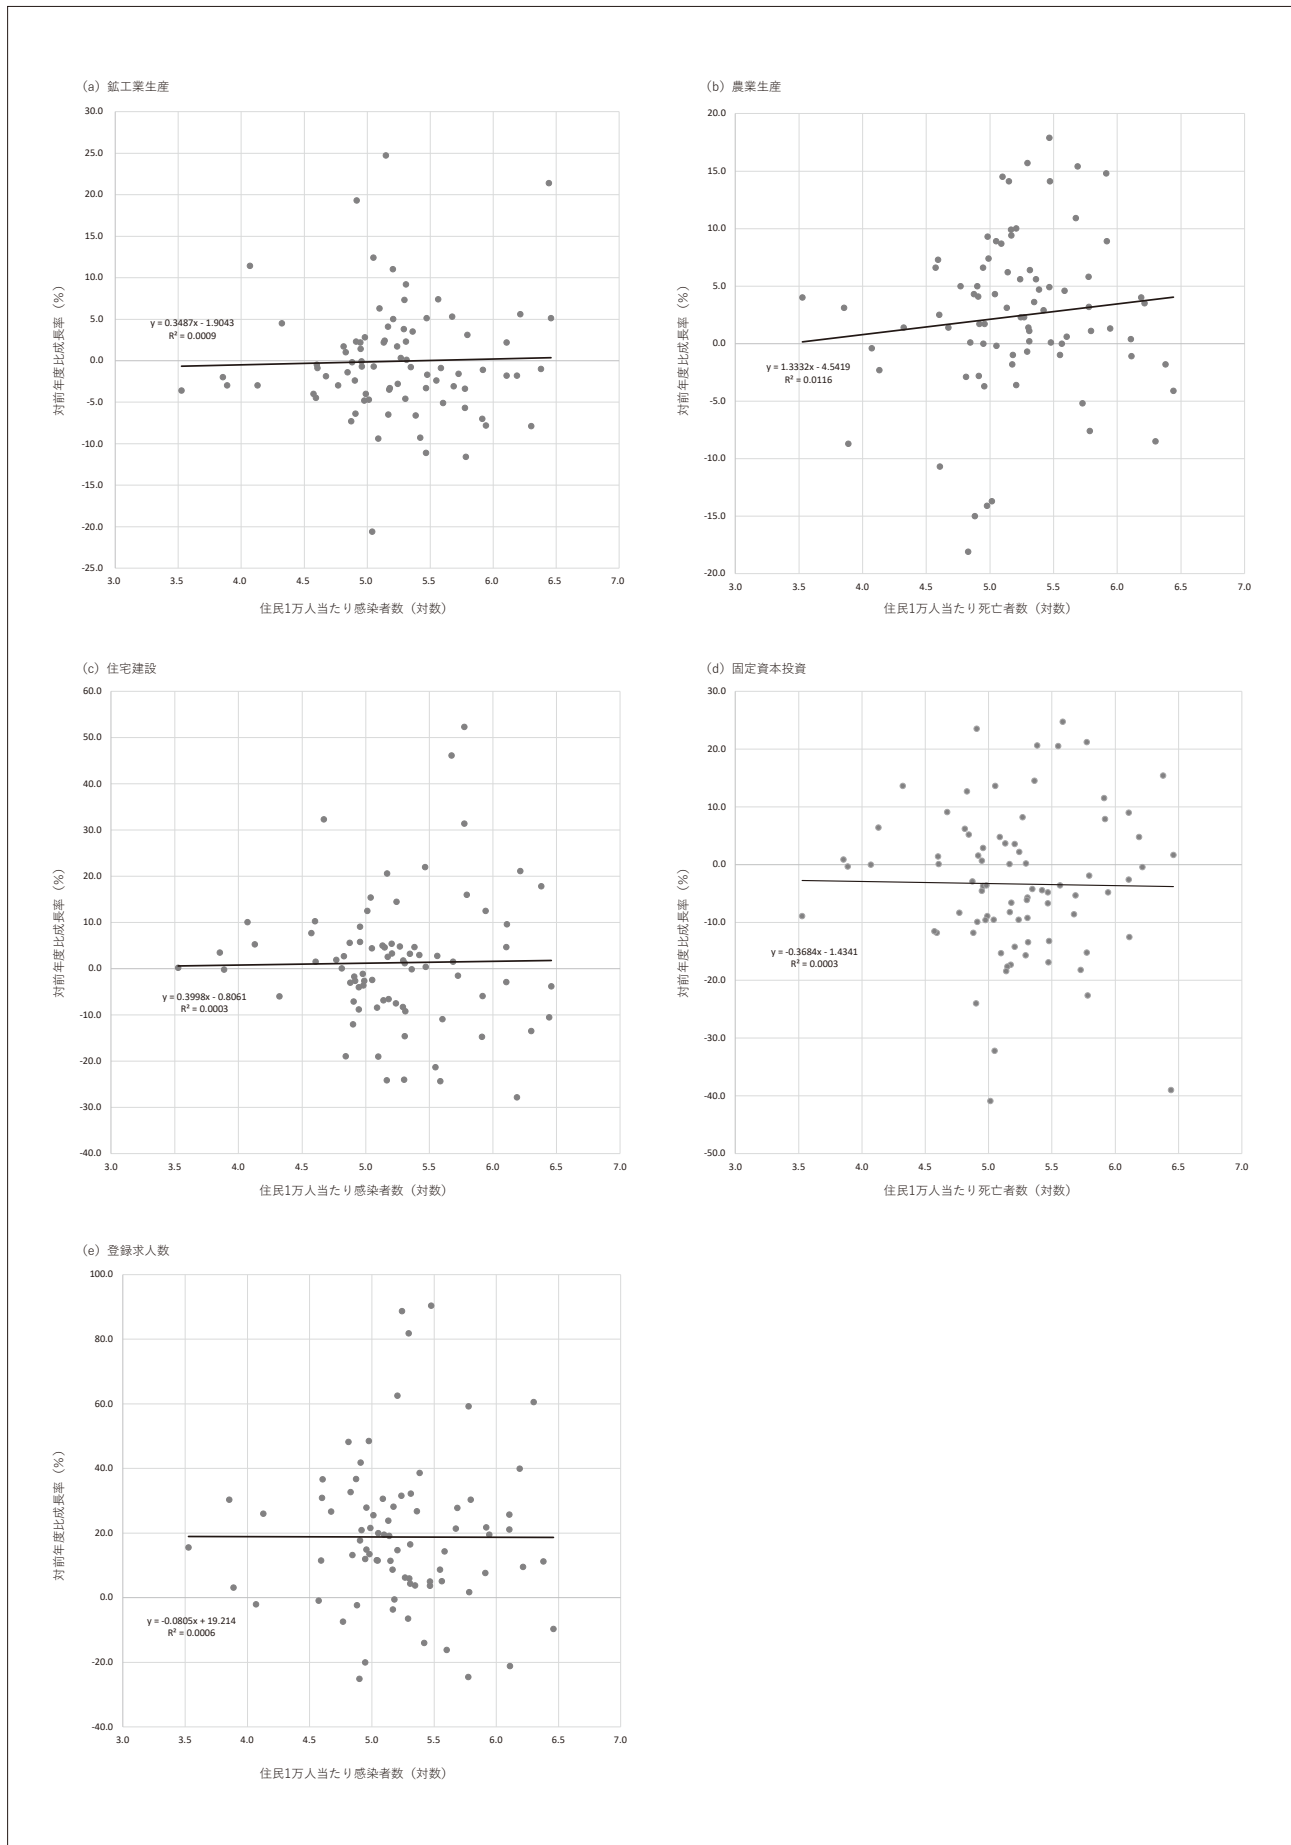 (a) 鉱工業生産
30.0
25.0
20.0
15.0
10.0
5.0
0.0
-5.0
-10.0
-15.0
-20.0
-25.0
対前年度比成長率（%）
y = 0.3487x - 1.9043
R² = 0.0009
3.0 3.5 4.0 4.5 5.0 5.5 6.0 6.5 7.0
住民1万人当たり感染者数（対数）
(b) 農業生産
20.0
15.0
10.0
5.0
0.0
-5.0
-10.0
-15.0
-20.0
対前年度比成長率（%）
y = 1.3332x - 4.5419
R² = 0.0116
3.0 3.5 4.0 4.5 5.0 5.5 6.0 6.5 7.0
住民1万人当たり死亡者数（対数）
(c) 住宅建設
60.0
50.0
40.0
30.0
20.0
10.0
0.0
-10.0
-20.0
-30.0
-40.0
対前年度比成長率（%）
y = 0.3998x - 0.8061
R² = 0.0003
3.0 3.5 4.0 4.5 5.0 5.5 6.0 6.5 7.0
住民1万人当たり感染者数（対数）
(d) 固定資本投資
30.0
20.0
10.0
0.0
-10.0
-20.0
-30.0
-40.0
-50.0
対前年度比成長率（%）
y = -0.3684x - 1.4341
R² = 0.0003
3.0 3.5 4.0 4.5 5.0 5.5 6.0 6.5 7.0
住民1万人当たり死亡者数（対数）
(e) 登録求人数
100.0
80.0
60.0
40.0
20.0
0.0
-20.0
-40.0
対前年度比成長率（%）
y = -0.0805x + 19.214
R² = 0.0006
3.0 3.5 4.0 4.5 5.0 5.5 6.0 6.5 7.0
住民1万人当たり感染者数（対数）